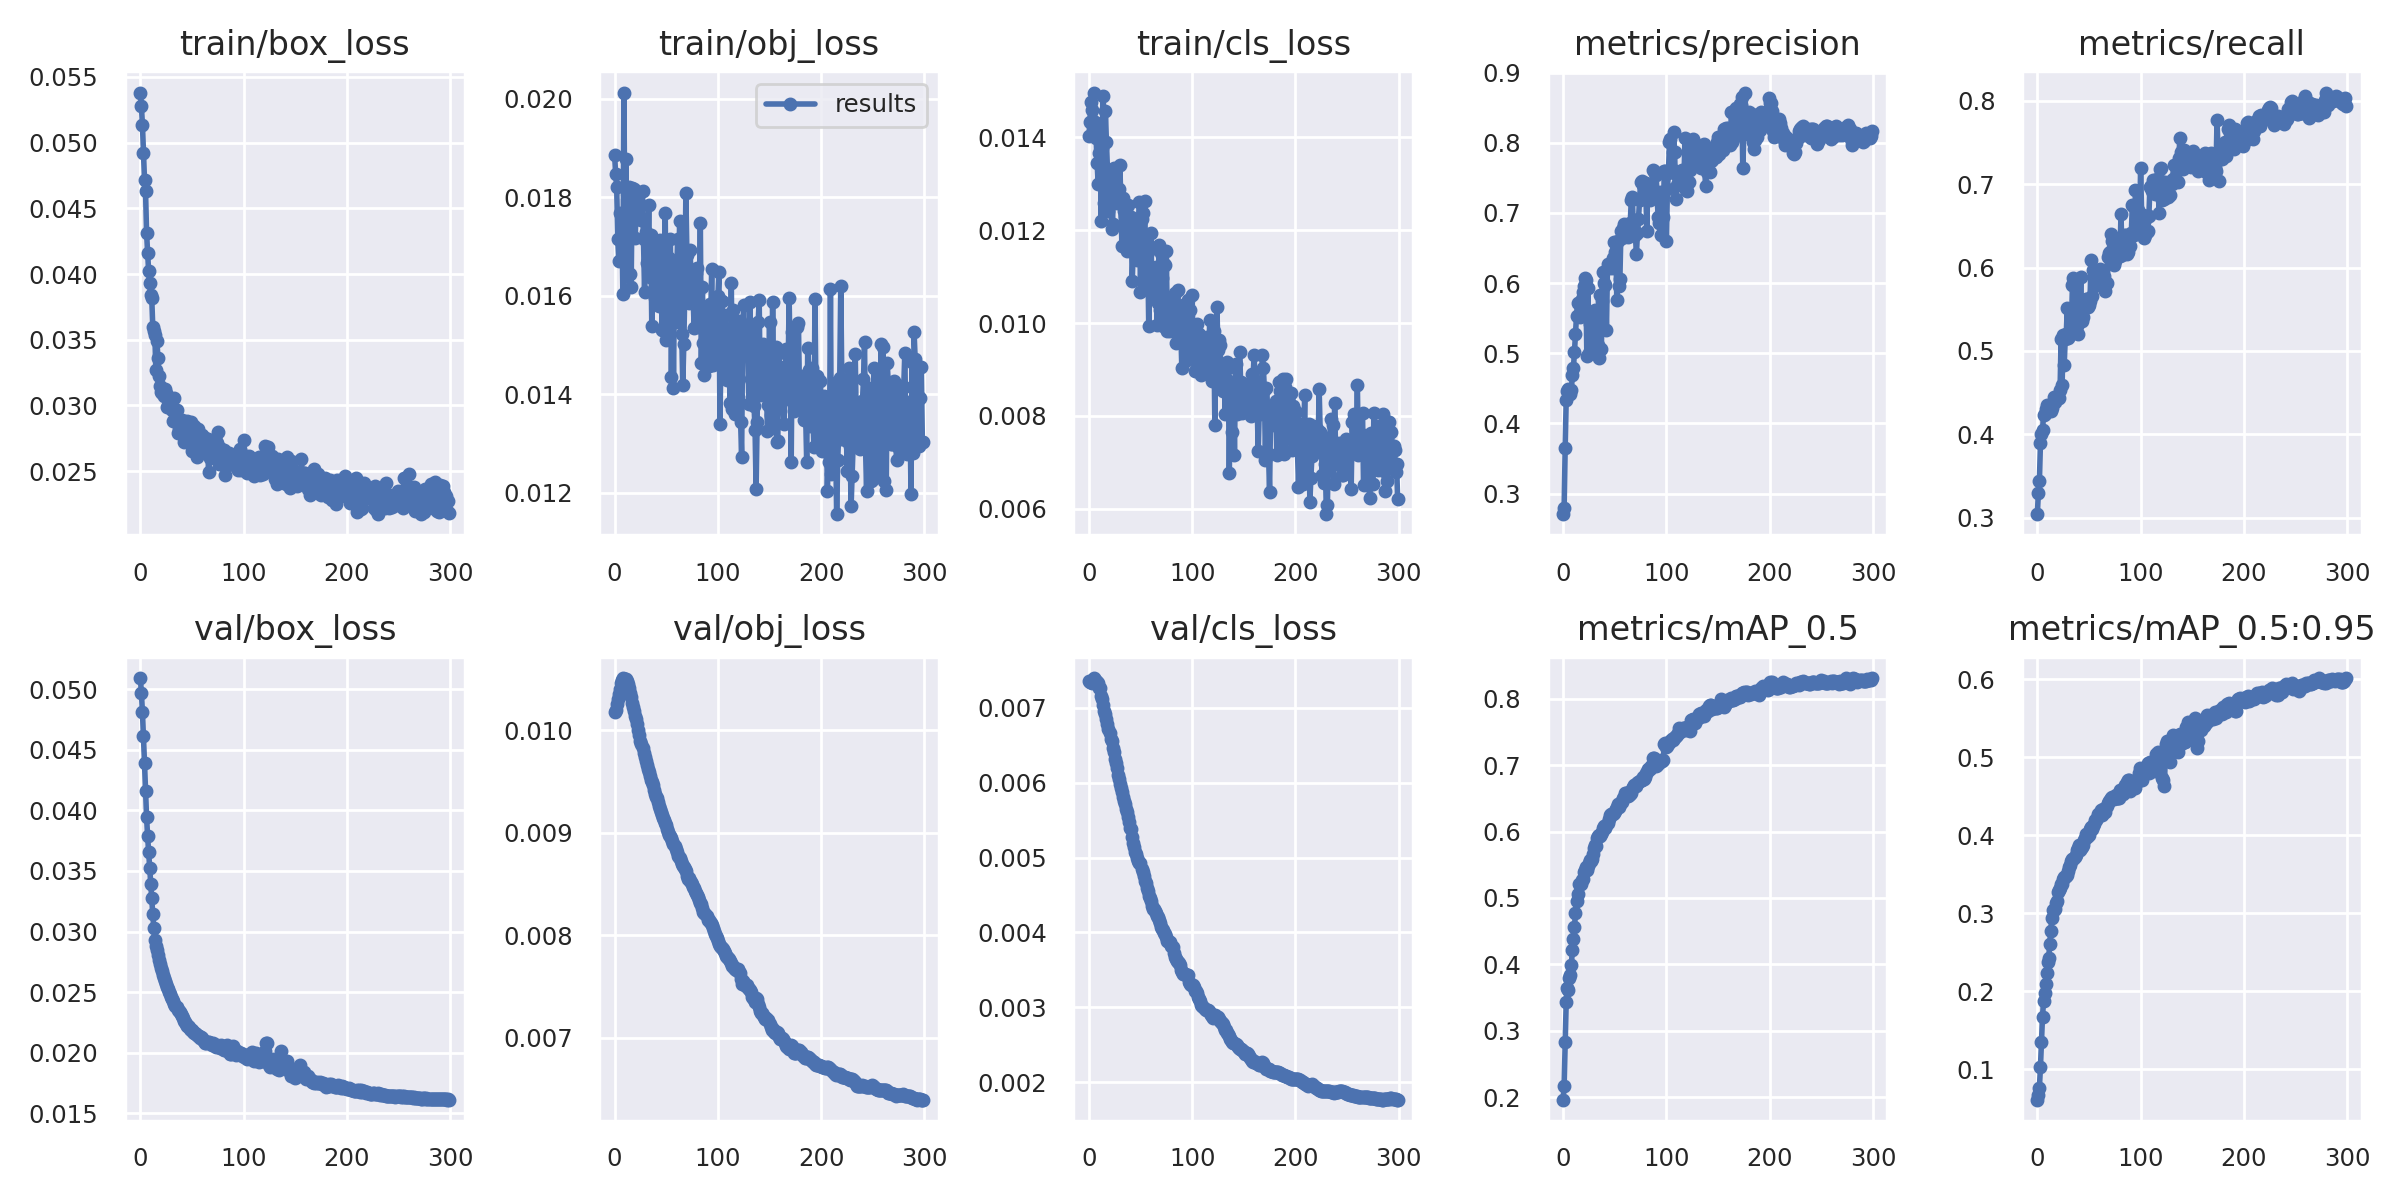 train/box_loss
0.055
0.050
0.045
0.040
0.035
0.030
0.025
0 100 200 300
train/obj_loss
results
0.020
0.018
0.016
0.014
0.012
0 100 200 300
train/cls_loss
0.014
0.012
0.010
0.008
0.006
0 100 200 300
metrics/precision
0.9
0.8
0.7
0.6
0.5
0.4
0.3
0 100 200 300
metrics/recall
0.8
0.7
0.6
0.5
0.4
0.3
0 100 200 300
val/box_loss
0.050
0.045
0.040
0.035
0.030
0.025
0.020
0.015
0 100 200 300
val/obj_loss
0.010
0.009
0.008
0.007
0 100 200 300
val/cls_loss
0.007
0.006
0.005
0.004
0.003
0.002
0 100 200 300
metrics/mAP_0.5
0.8
0.7
0.6
0.5
0.4
0.3
0.2
0 100 200 300
metrics/mAP_0.5:0.95
0.6
0.5
0.4
0.3
0.2
0.1
0 100 200 300